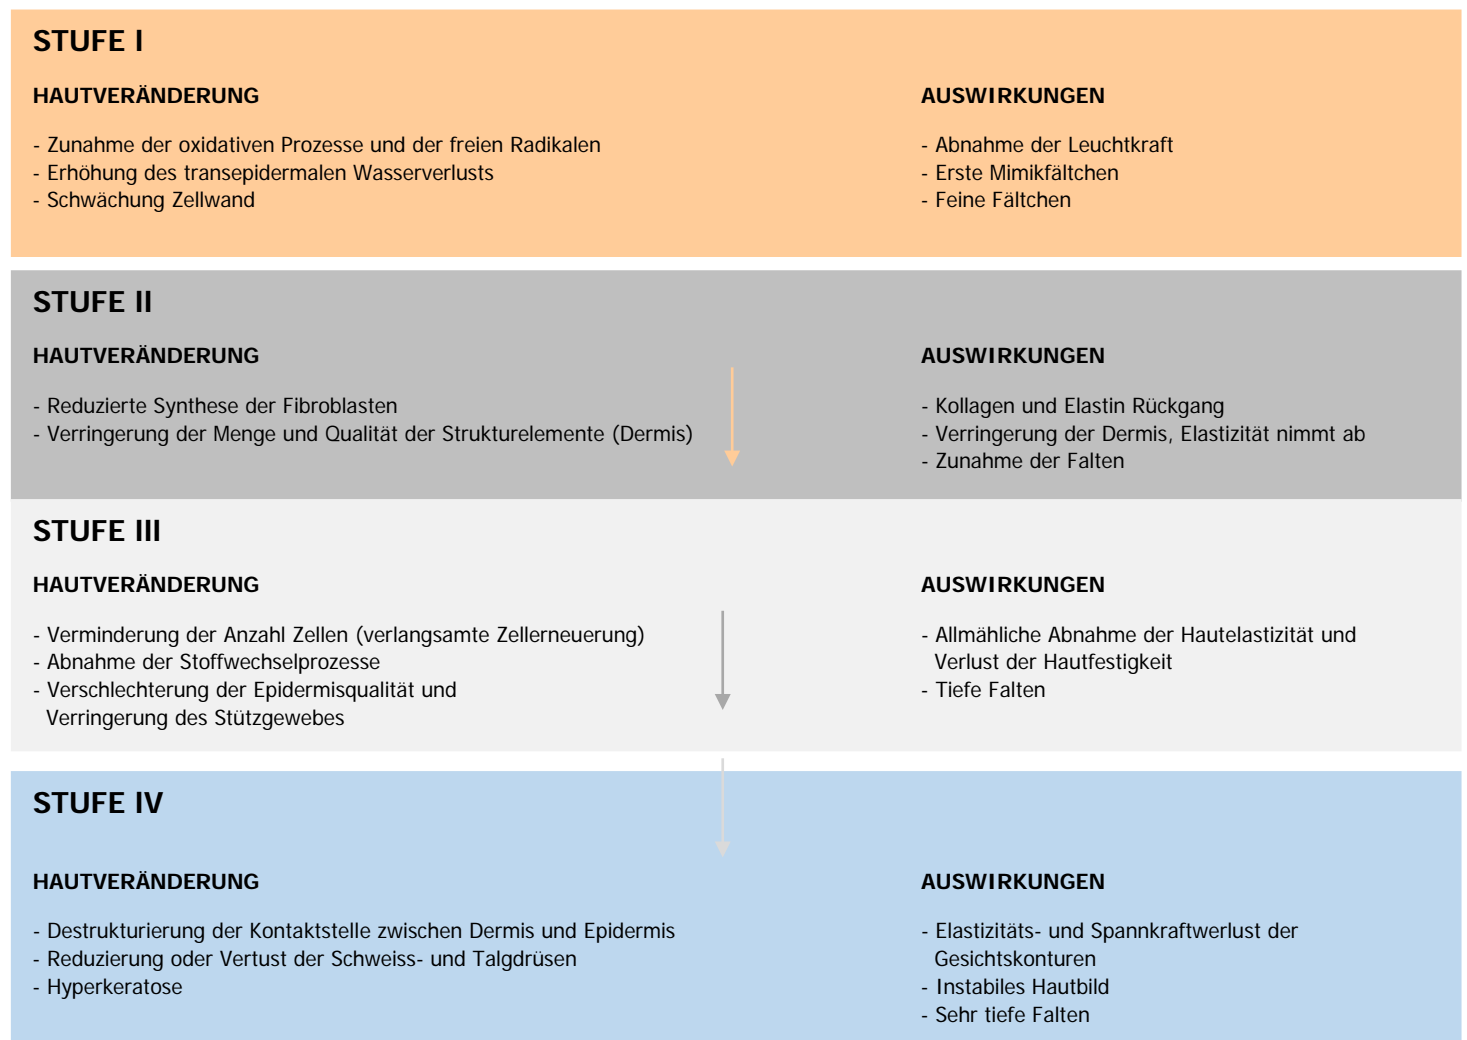 STUFE I
HAUTVERÄNDERUNG
- Zunahme der oxidativen Prozesse und der freien Radikalen
- Erhöhung des transepidermalen Wasserverlusts
- Schwächung Zellwand
AUSWIRKUNGEN
- Abnahme der Leuchtkraft
- Erste Mimikfältchen
- Feine Fältchen
STUFE II
HAUTVERÄNDERUNG
- Reduzierte Synthese der Fibroblasten
- Verringerung der Menge und Qualität der Strukturelemente (Dermis)
AUSWIRKUNGEN
- Kollagen und Elastin Rückgang
- Verringerung der Dermis, Elastizität nimmt ab
- Zunahme der Falten
STUFE III
HAUTVERÄNDERUNG
- Verminderung der Anzahl Zellen (verlangsamte Zellerneuerung)
- Abnahme der Stoffwechselprozesse
- Verschlechterung der Epidermisqualität und
Verringerung des Stützgewebes
AUSWIRKUNGEN
- Allmähliche Abnahme der Hautelastizität und
Verlust der Hautfestigkeit
- Tiefe Falten
STUFE IV
HAUTVERÄNDERUNG
- Destrukturierung der Kontaktstelle zwischen Dermis und Epidermis
- Reduzierung oder Vertust der Schweiss- und Talgdrüsen
- Hyperkeratose
AUSWIRKUNGEN
- Elastizitäts- und Spannkraftwerlust der
Gesichtskonturen
- Instabiles Hautbild
- Sehr tiefe Falten